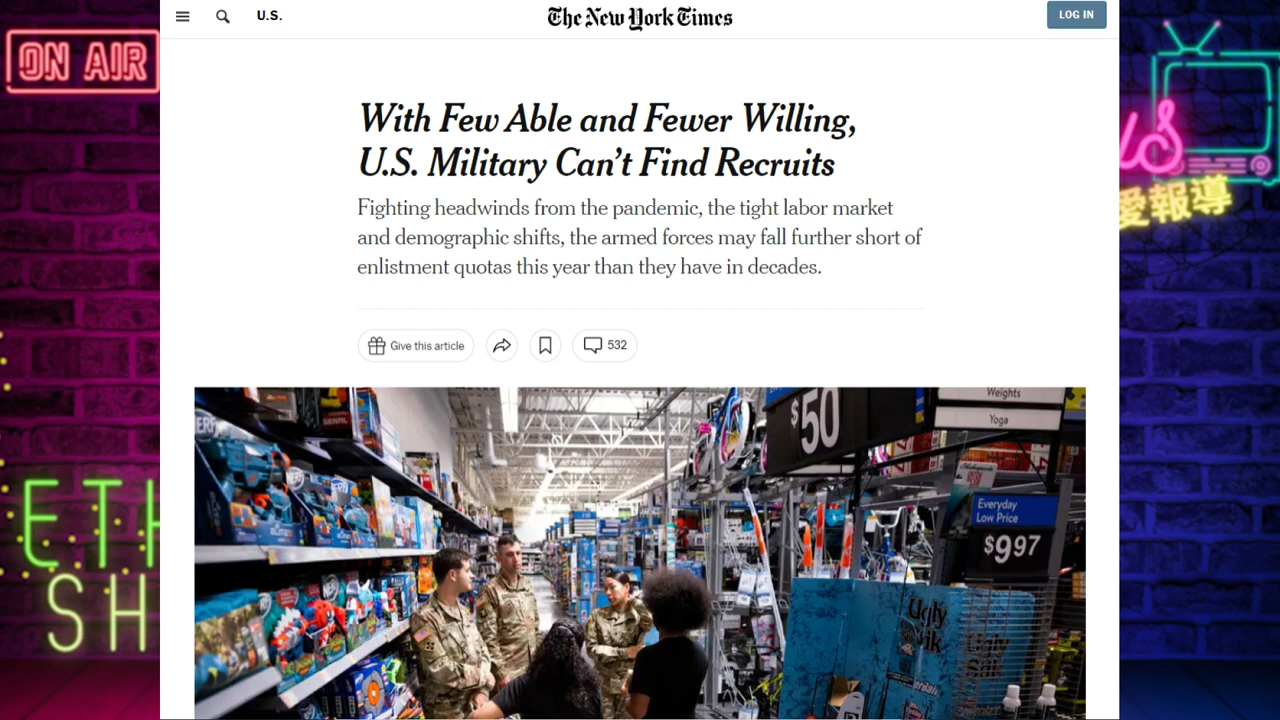 ON AIR
U.S.
The New York Times
LOG IN
With Few Able and Fewer Willing,
U.S. Military Can't Find Recruits
Fighting headwinds from the pandemic, the tight labor market
and demographic shifts, the armed forces may fall further short of
enlistment quotas this year than they have in decades.
Give this article
532
愛報導
ETH
SH
$50
Weights
Yoga
Everyday
Low Price
$9.97
Ugly